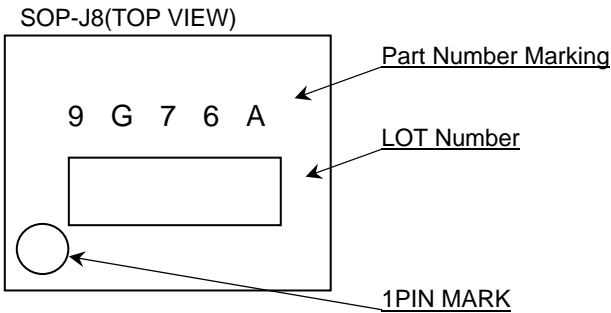 SOP-J8(TOP VIEW)
Part Number Marking
9 G 7 6 A
LOT Number
1PIN MARK